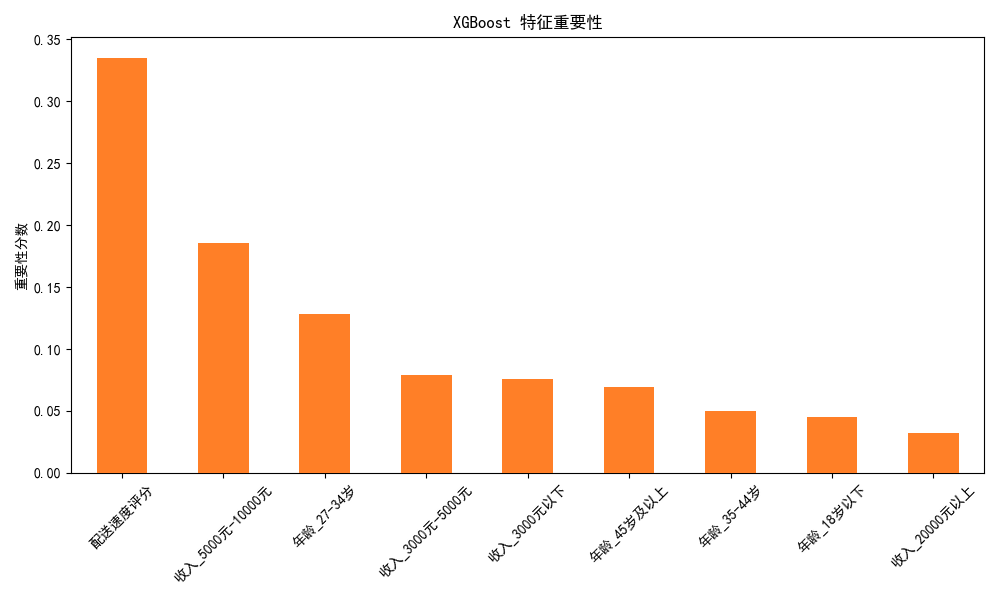 XGBoost 特征重要性
重要性分数
0.35
0.30
0.25
0.20
0.15
0.10
0.05
0.00
配送速度评分
收入_5000元-10000元
年龄_27-34岁
收入_3000元-5000元
收入_3000元以下
年龄_45岁及以上
年龄_35-44岁
年龄_18岁以下
收入_20000元以上